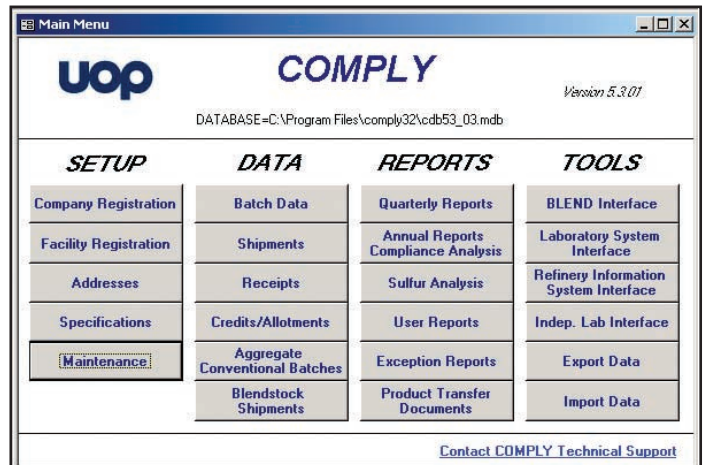 Main Menu
uop
COMPLY
Version 5.3.01
DATABASE=C:\Program Files\comply32\cdb53_03.mdb
SETUP
DATA
REPORTS
TOOLS
Company Registration
Batch Data
Quarterly Reports
BLEND Interface
Facility Registration
Shipments
Annual Reports
Compliance Analysis
Laboratory System
Interface
Addresses
Receipts
Sulfur Analysis
Refinery Information
System Interface
Specifications
Credits/Allotments
User Reports
Indep. Lab Interface
Maintenance
Aggregate
Conventional Batches
Exception Reports
Export Data
Blendstock
Shipments
Product Transfer
Documents
Import Data
Contact COMPLY Technical Support